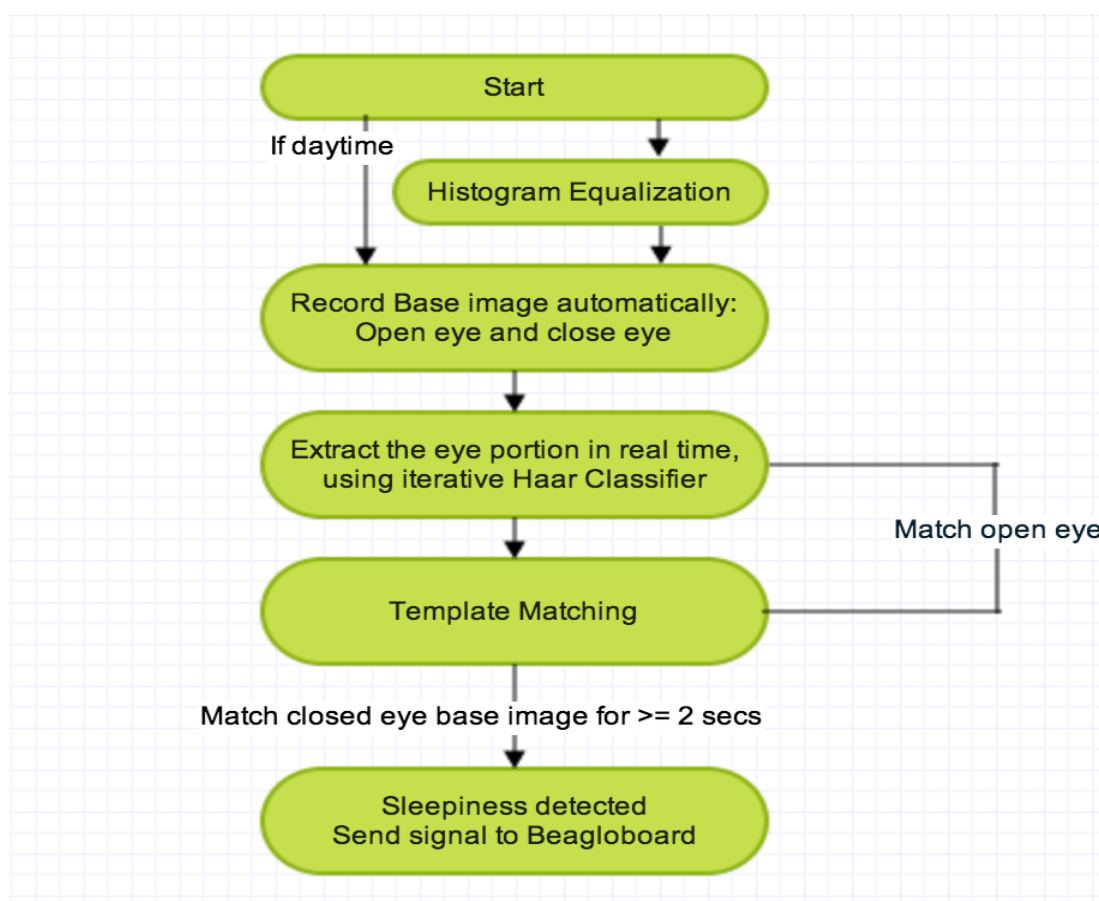 Start
If daytime
Histogram Equalization
Record Base image automatically:
Open eye and close eye
Extract the eye portion in real time,
using iterative Haar Classifier
Match open eye
Template Matching
Match closed eye base image for >= 2 secs
Sleepiness detected
Send signal to Beagloboard